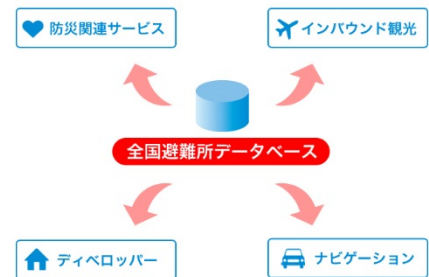 防災関連サービス
インバウンド観光
全国避難所データベース
ディベロッパー
ナビゲーション